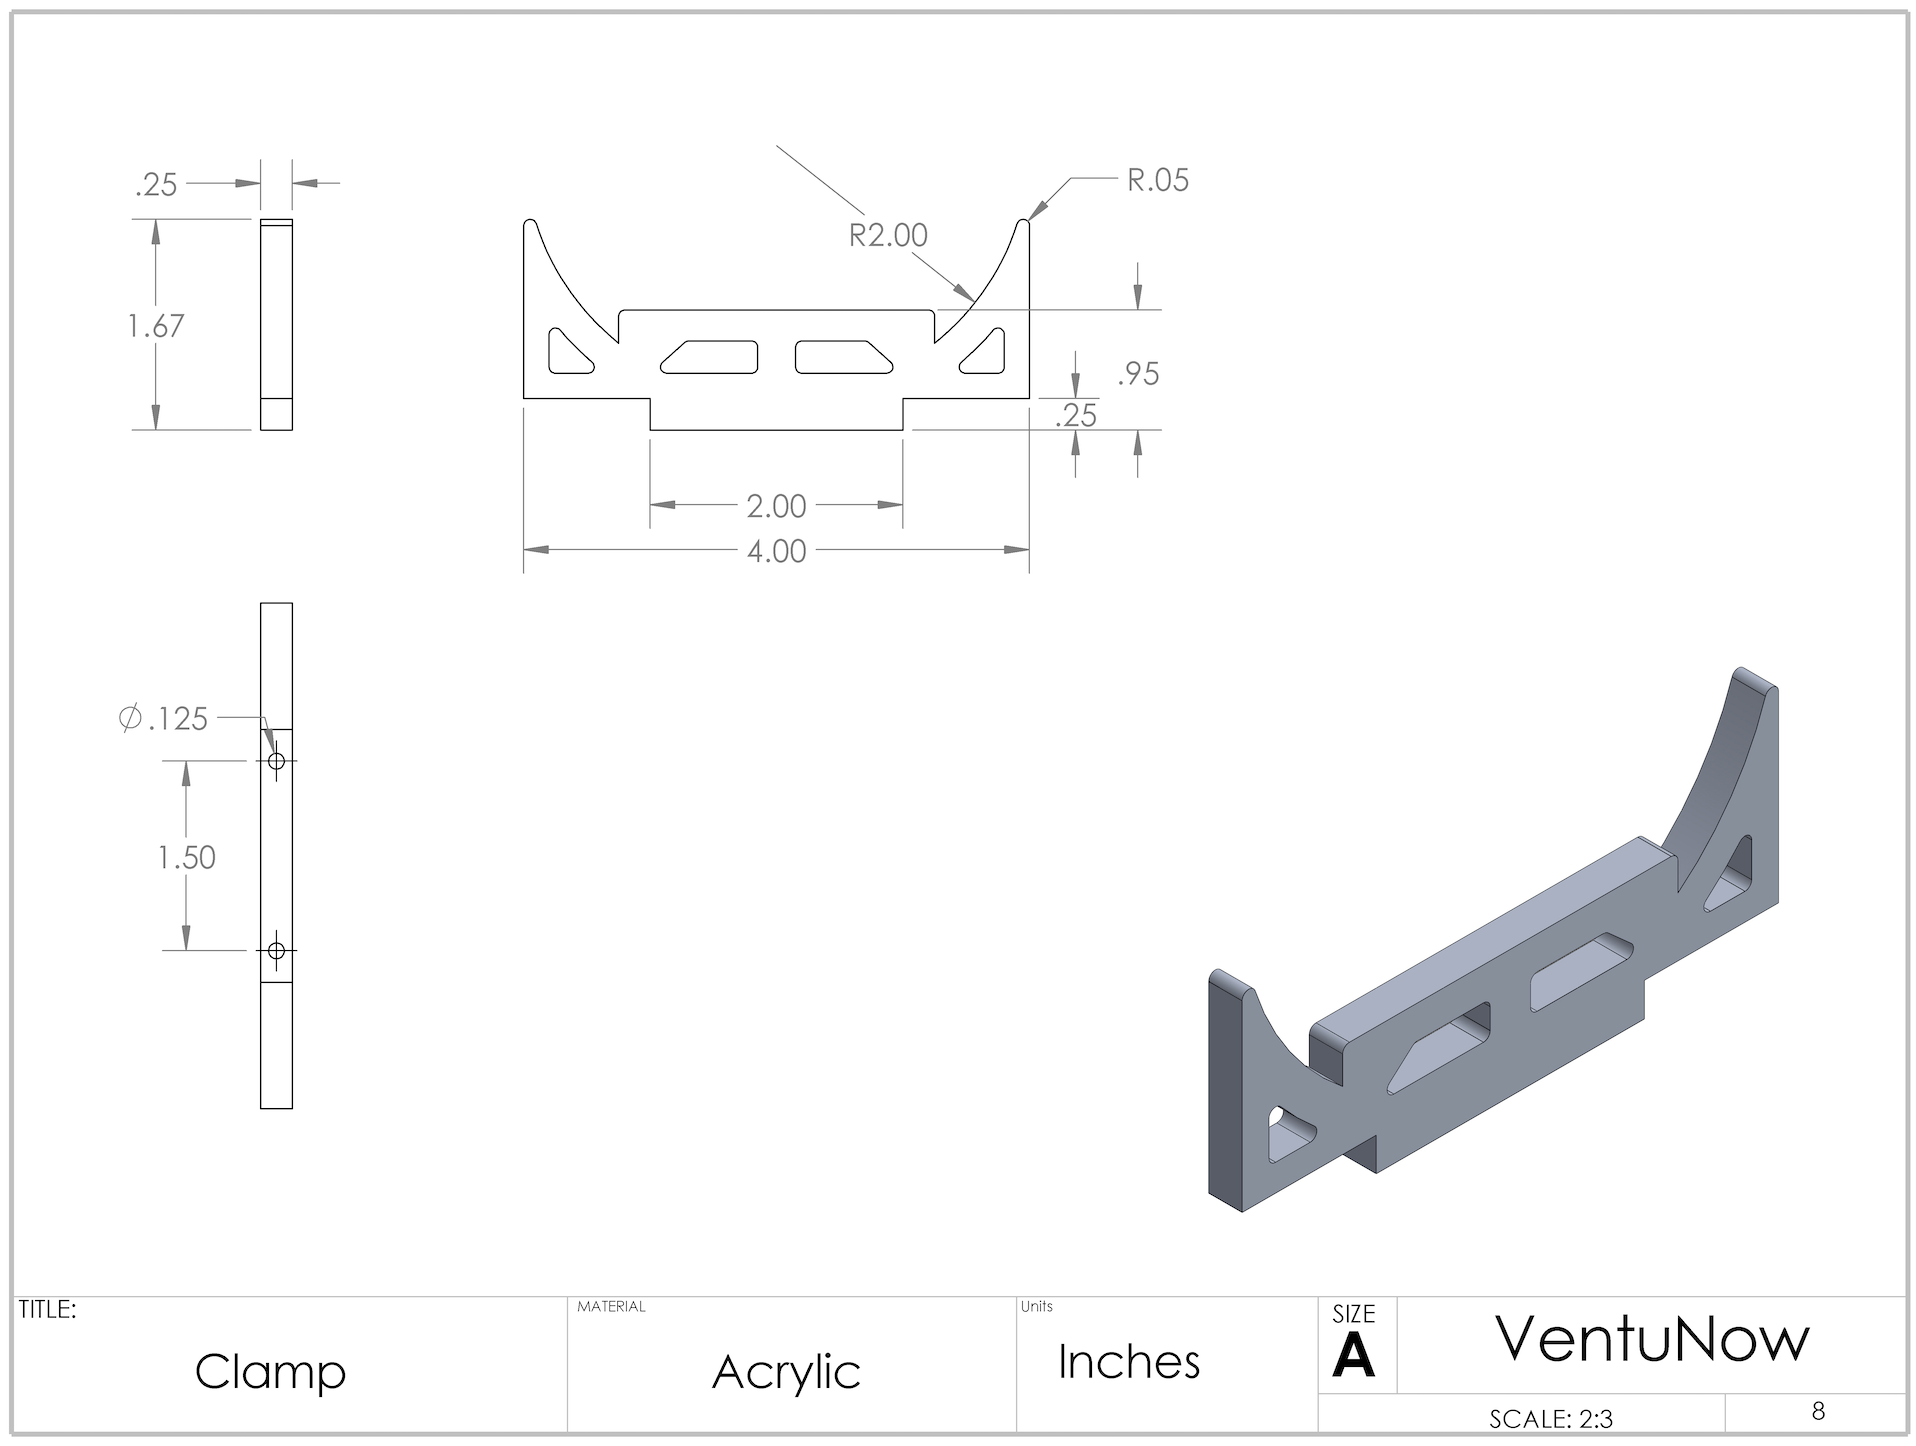 .25
R.05
R2.00
1.67
.95
.25
2.00
4.00
Ø.125
1.50
TITLE:
Clamp
MATERIAL
Acrylic
Units
Inches
SIZE
A
VentuNow
SCALE: 2:3
8